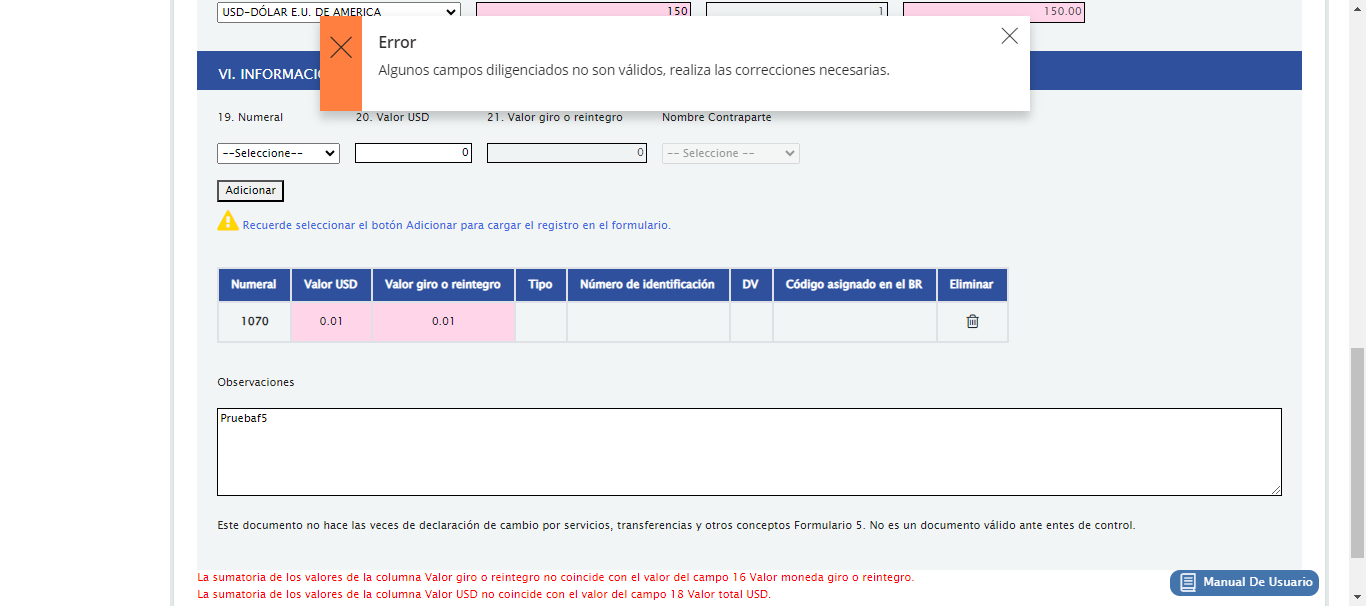 USD-DÓLAR E.U. DE AMERICA 150 1 150.00
Error
Algunos campos diligenciados no son válidos, realiza las correcciones necesarias.
VI. INFORMACI
19. Numeral 20. Valor USD 21. Valor giro o reintegro Nombre Contraparte
--Seleccione-- 0 0 -- Seleccione --
Adicionar
Recuerde seleccionar el botón Adicionar para cargar el registro en el formulario.
Numeral Valor USD Valor giro o reintegro Tipo Número de identificación DV Código asignado en el BR Eliminar
1070 0.01 0.01
Observaciones
Pruebaf5
Este documento no hace las veces de declaración de cambio por servicios, transferencias y otros conceptos Formulario 5. No es un documento válido ante entes de control.
La sumatoria de los valores de la columna Valor giro o reintegro no coincide con el valor del campo 16 Valor moneda giro o reintegro.
La sumatoria de los valores de la columna Valor USD no coincide con el valor del campo 18 Valor total USD.
Manual De Usuario